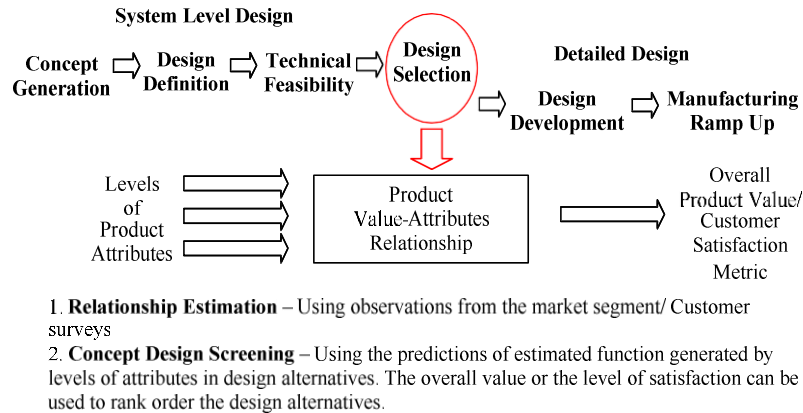 System Level Design
Concept
Generation
Design
Definition
Technical
Feasibility
Design
Selection
Detailed Design
Design
Development
Manufacturing
Ramp Up
Levels
of
Product
Attributes
Product
Value-Attributes
Relationship
Overall
Product Value/
Customer
Satisfaction
Metric
1. Relationship Estimation – Using observations from the market segment/ Customer
surveys
2. Concept Design Screening – Using the predictions of estimated function generated by
levels of attributes in design alternatives. The overall value or the level of satisfaction can be
used to rank order the design alternatives.